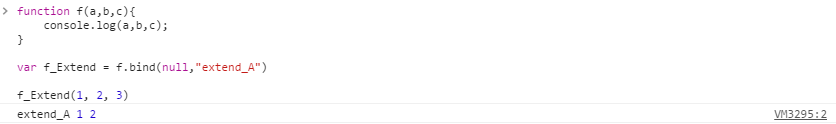 > function f(a,b,c){
    console.log(a,b,c);
}
var f_Extend = f.bind(null,"extend_A")
f_Extend(1, 2, 3)
extend_A 1 2 VM3295:2